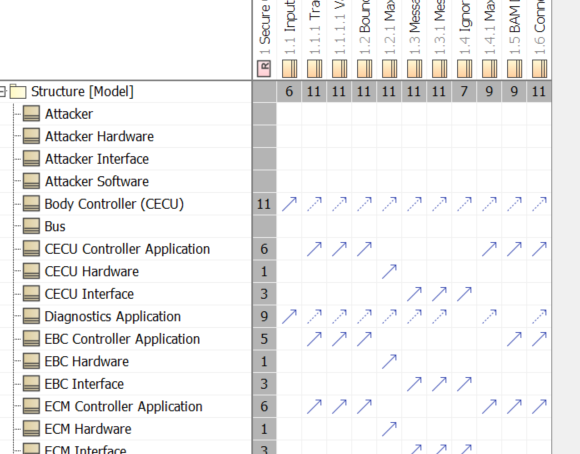 1 Secure
1.1 Input
1.1.1 Tra
1.1.1.1 V
1.2 Boun
1.2.1 Max
1.3 Messa
1.3.1 Mes
1.4 Ignor
1.4.1 Max
1.5 BAM
1.6 Conne
R
Structure [Model] 6 11 11 11 11 11 11 7 9 9 11
Attacker
Attacker Hardware
Attacker Interface
Attacker Software
Body Controller (CECU) 11
Bus
CECU Controller Application 6
CECU Hardware 1
CECU Interface 3
Diagnostics Application 9
EBC Controller Application 5
EBC Hardware 1
EBC Interface 3
ECM Controller Application 6
ECM Hardware 1
ECM Interface 3